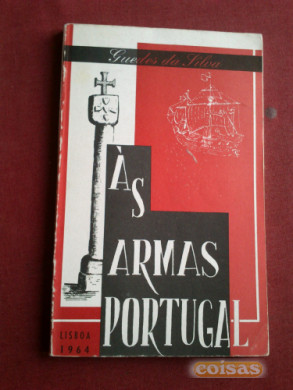 Guedes da Silva
ÀS
ARMAS
PORTUGAL
LISBOA
1964
coisas